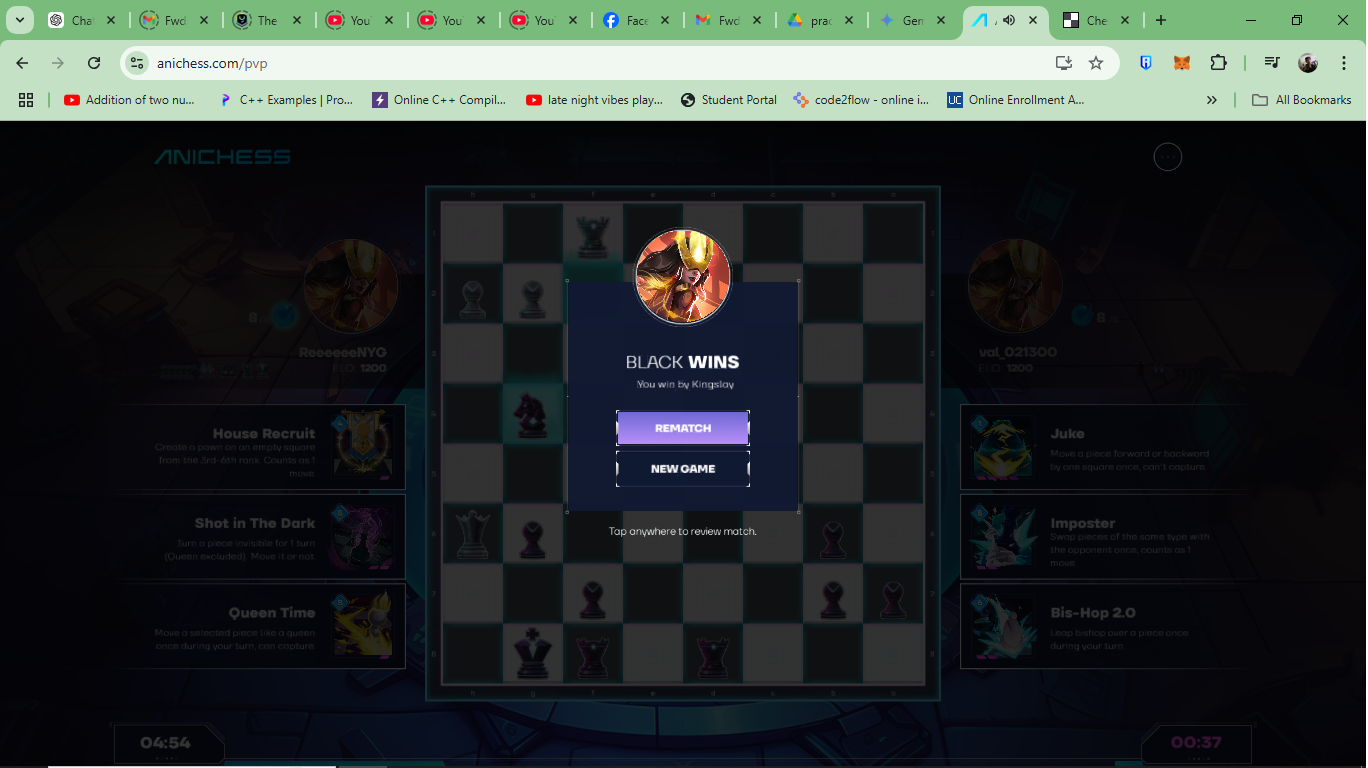 Chat
Fwd
The
You
You
You
Face
Fwd
prac
Gen
Che
anichess.com/pvp
Addition of two nu...
C++ Examples | Pro...
Online C++ Compil...
late night vibes play...
Student Portal
code2flow - online i...
UC
Online Enrollment A...
All Bookmarks
ANICHESS
8
8
ReeeeeeNYG
ELO: 1200
val_021300
ELO: 1200
BLACK WINS
You win by Kingslay
REMATCH
NEW GAME
Tap anywhere to review match.
House Recruit
Create a pawn on an empty square
from the 3rd-6th rank. Counts as 1
move.
Shot in The Dark
Turn a piece invisible for 1 turn
(Queen excluded). Move it or not.
Queen Time
Move a selected piece like a queen
once during your turn, can capture.
Juke
Move a piece forward or backward
by one square once, can't capture.
Imposter
Swap pieces of the same type with
the opponent once, counts as 1
move.
Bis-Hop 2.0
Leap bishop over a piece once
during your turn
04:54
00:37